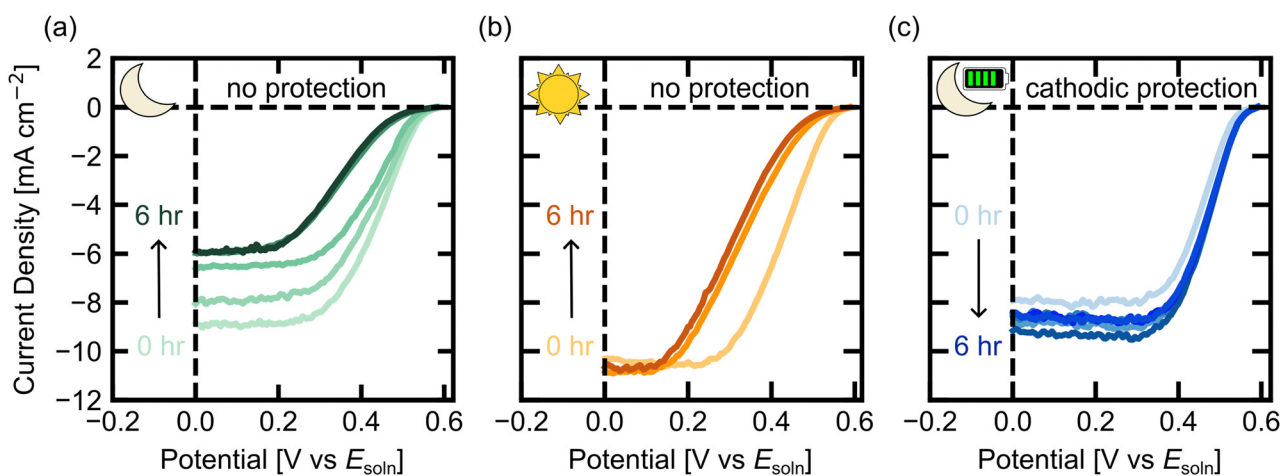 (a)
(b)
(c)
Current Density [mA cm⁻²]
2
0
−2
−4
−6
−8
−10
−12
no protection
6 hr
0 hr
−0.2 0.0 0.2 0.4 0.6
Potential [V vs E_soln]
no protection
6 hr
0 hr
−0.2 0.0 0.2 0.4 0.6
Potential [V vs E_soln]
cathodic protection
0 hr
6 hr
−0.2 0.0 0.2 0.4 0.6
Potential [V vs E_soln]